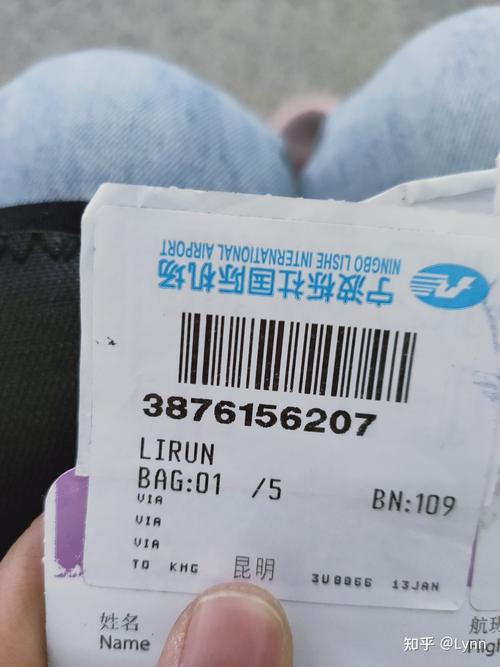 NINGBO LISHE INTERNATIONAL AIRPORT
宁波栎社国际机场
3876156207
LIRUN
BAG:01 /5 BN:109
VIA
VIA
VIA
TO KMG 昆明 3U8866 13JAN
姓名 航班
Name
知乎 @Lynn